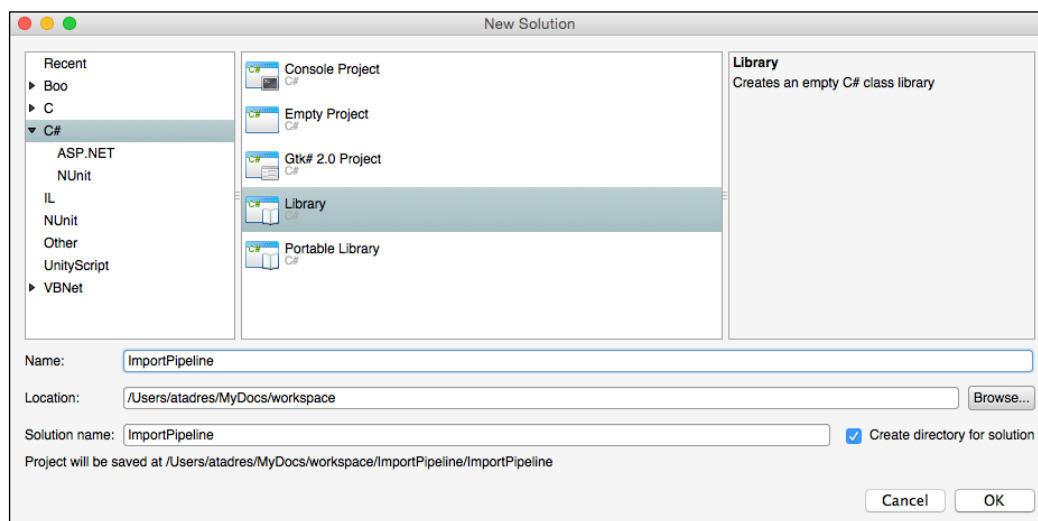 New Solution
Recent
Boo
C
C#
ASP.NET
NUnit
IL
NUnit
Other
UnityScript
VBNet
C#
Console Project
C#
C#
Empty Project
C#
C#
Gtk# 2.0 Project
C#
C#
Library
C#
C#
Portable Library
C#
Library
Creates an empty C# class library
Name: ImportPipeline
Location: /Users/atadres/MyDocs/workspace Browse...
Solution name: ImportPipeline Create directory for solution
Project will be saved at /Users/atadres/MyDocs/workspace/ImportPipeline/ImportPipeline
Cancel OK